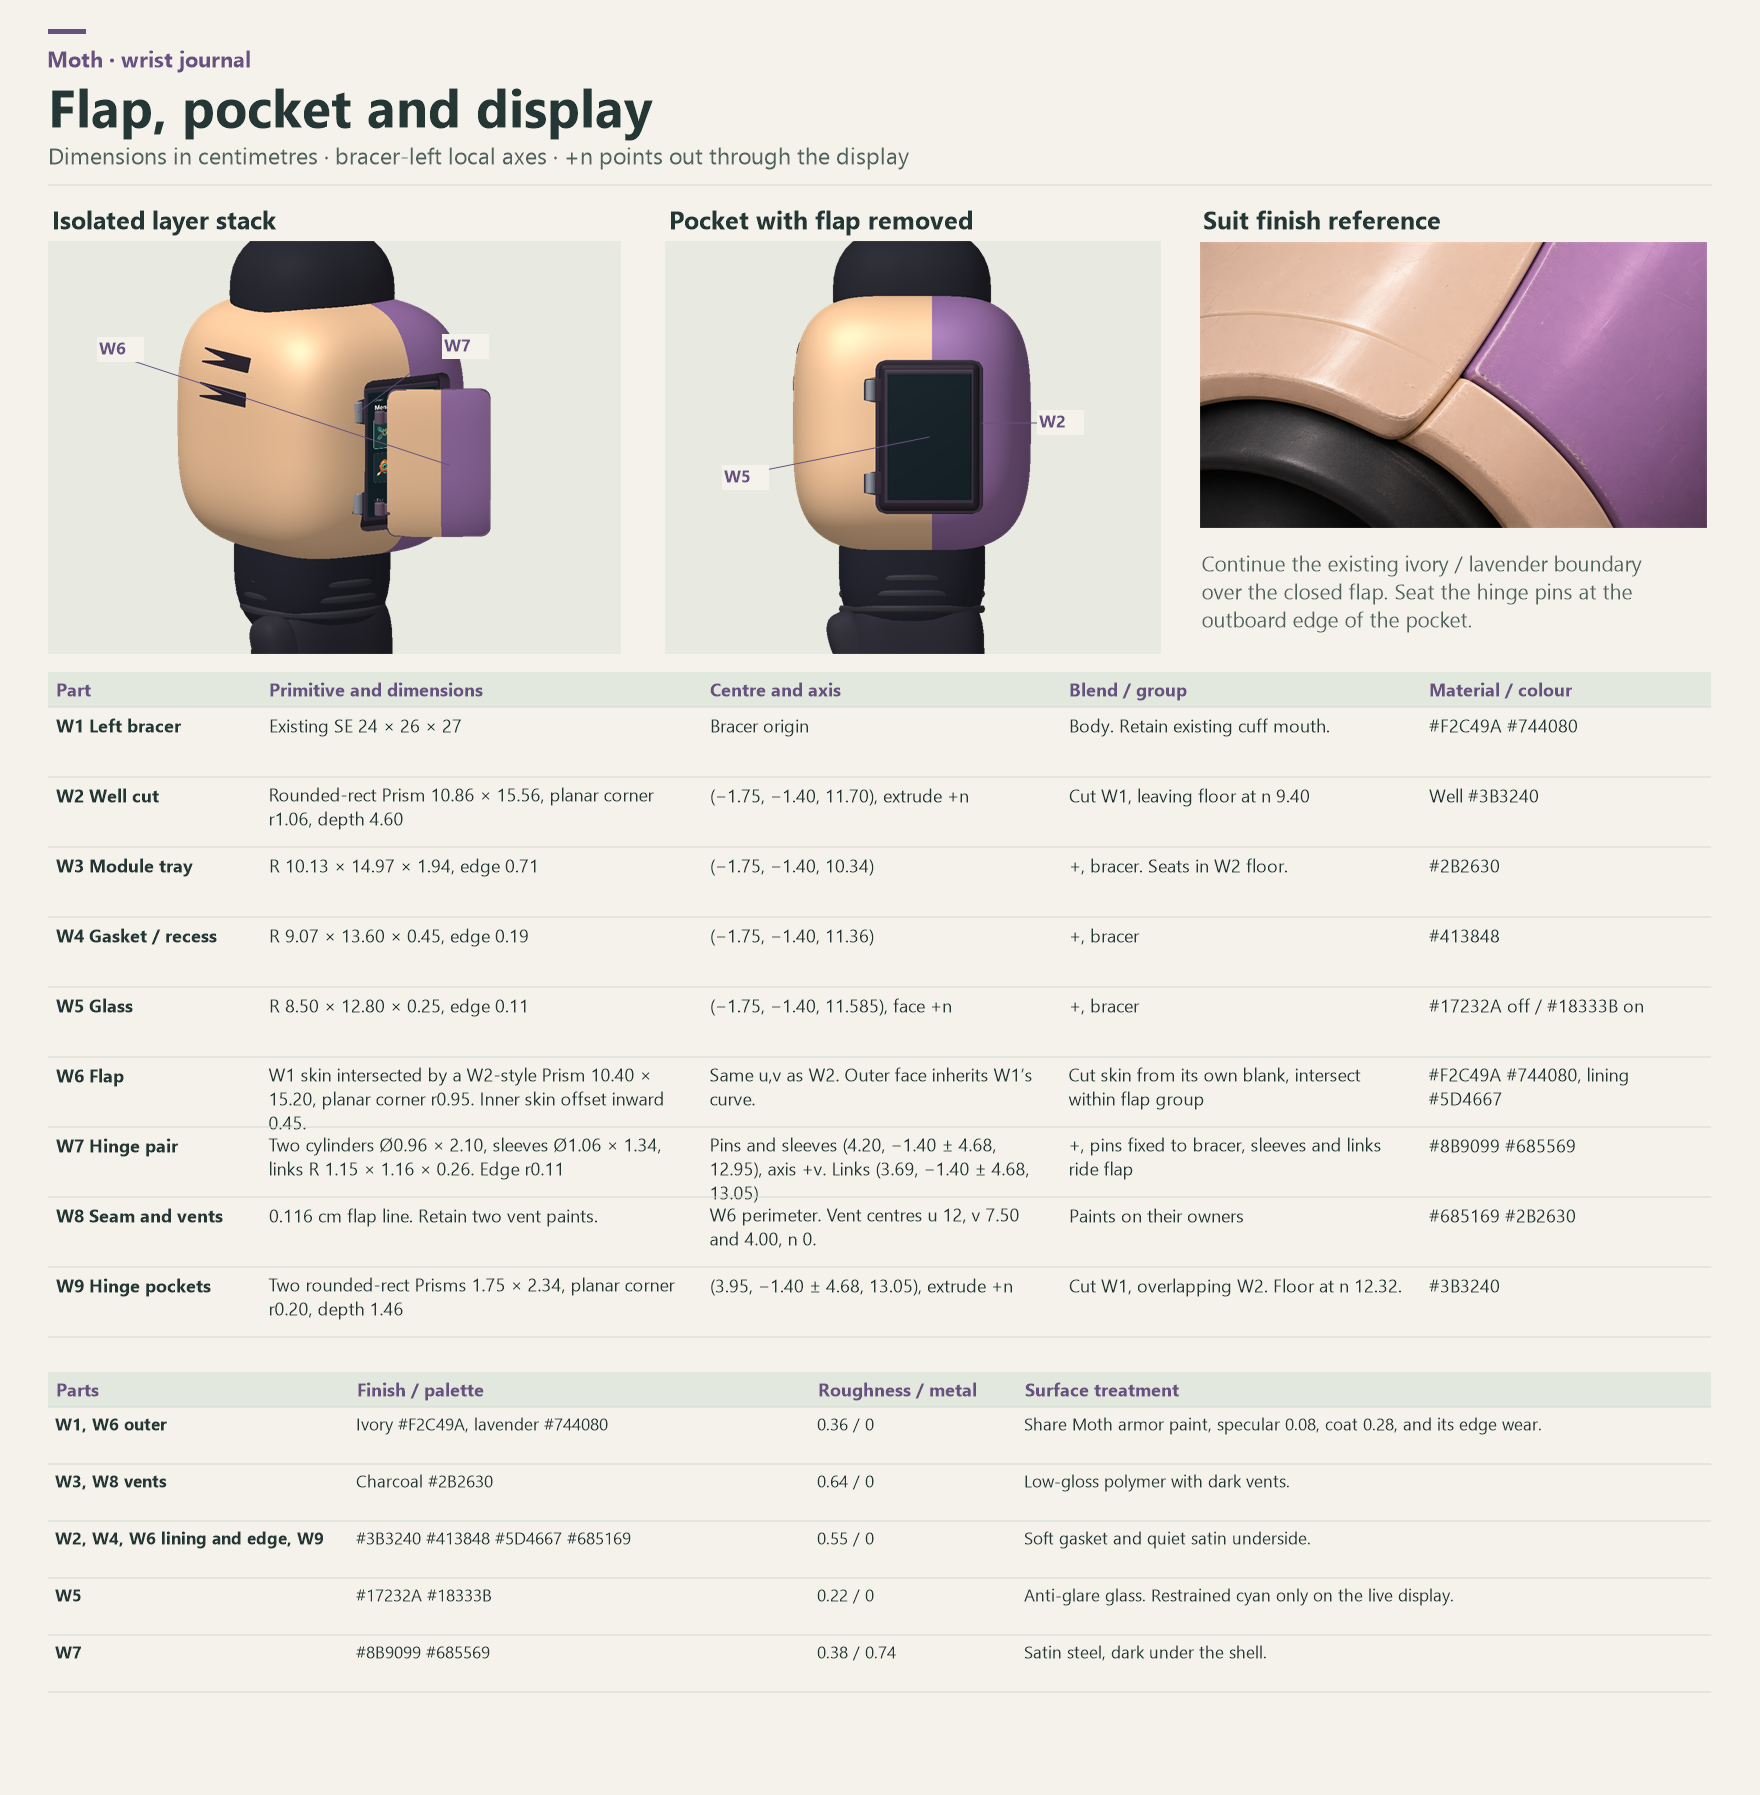 Moth · wrist journal
Flap, pocket and display
Dimensions in centimetres · bracer-left local axes · +n points out through the display
Isolated layer stack
Pocket with flap removed
Suit finish reference
W6
W7
W2
W5
Continue the existing ivory / lavender boundary
over the closed flap. Seat the hinge pins at the
outboard edge of the pocket.
Part Primitive and dimensions Centre and axis Blend / group Material / colour
W1 Left bracer Existing SE 24 × 26 × 27 Bracer origin Body. Retain existing cuff mouth. #F2C49A #744080
W2 Well cut Rounded-rect Prism 10.86 × 15.56, planar corner (−1.75, −1.40, 11.70), extrude +n Cut W1, leaving floor at n 9.40 Well #3B3240
r1.06, depth 4.60
W3 Module tray R 10.13 × 14.97 × 1.94, edge 0.71 (−1.75, −1.40, 10.34) +, bracer. Seats in W2 floor. #2B2630
W4 Gasket / recess R 9.07 × 13.60 × 0.45, edge 0.19 (−1.75, −1.40, 11.36) +, bracer #413848
W5 Glass R 8.50 × 12.80 × 0.25, edge 0.11 (−1.75, −1.40, 11.585), face +n +, bracer #17232A off / #18333B on
W6 Flap W1 skin intersected by a W2-style Prism 10.40 × Same u,v as W2. Outer face inherits W1's Cut skin from its own blank, intersect #F2C49A #744080, lining
15.20, planar corner r0.95. Inner skin offset inward curve. within flap group #5D4667
0.45.
W7 Hinge pair Two cylinders Ø0.96 × 2.10, sleeves Ø1.06 × 1.34, Pins and sleeves (4.20, −1.40 ± 4.68, +, pins fixed to bracer, sleeves and links #8B9099 #685569
links R 1.15 × 1.16 × 0.26. Edge r0.11 12.95), axis +v. Links (3.69, −1.40 ± 4.68, ride flap
13.05)
W8 Seam and vents 0.116 cm flap line. Retain two vent paints. W6 perimeter. Vent centres u 12, v 7.50 Paints on their owners #685169 #2B2630
and 4.00, n 0.
W9 Hinge pockets Two rounded-rect Prisms 1.75 × 2.34, planar corner (3.95, −1.40 ± 4.68, 13.05), extrude +n Cut W1, overlapping W2. Floor at n 12.32. #3B3240
r0.20, depth 1.46
Parts Finish / palette Roughness / metal Surface treatment
W1, W6 outer Ivory #F2C49A, lavender #744080 0.36 / 0 Share Moth armor paint, specular 0.08, coat 0.28, and its edge wear.
W3, W8 vents Charcoal #2B2630 0.64 / 0 Low-gloss polymer with dark vents.
W2, W4, W6 lining and edge, W9 #3B3240 #413848 #5D4667 #685169 0.55 / 0 Soft gasket and quiet satin underside.
W5 #17232A #18333B 0.22 / 0 Anti-glare glass. Restrained cyan only on the live display.
W7 #8B9099 #685569 0.38 / 0.74 Satin steel, dark under the shell.